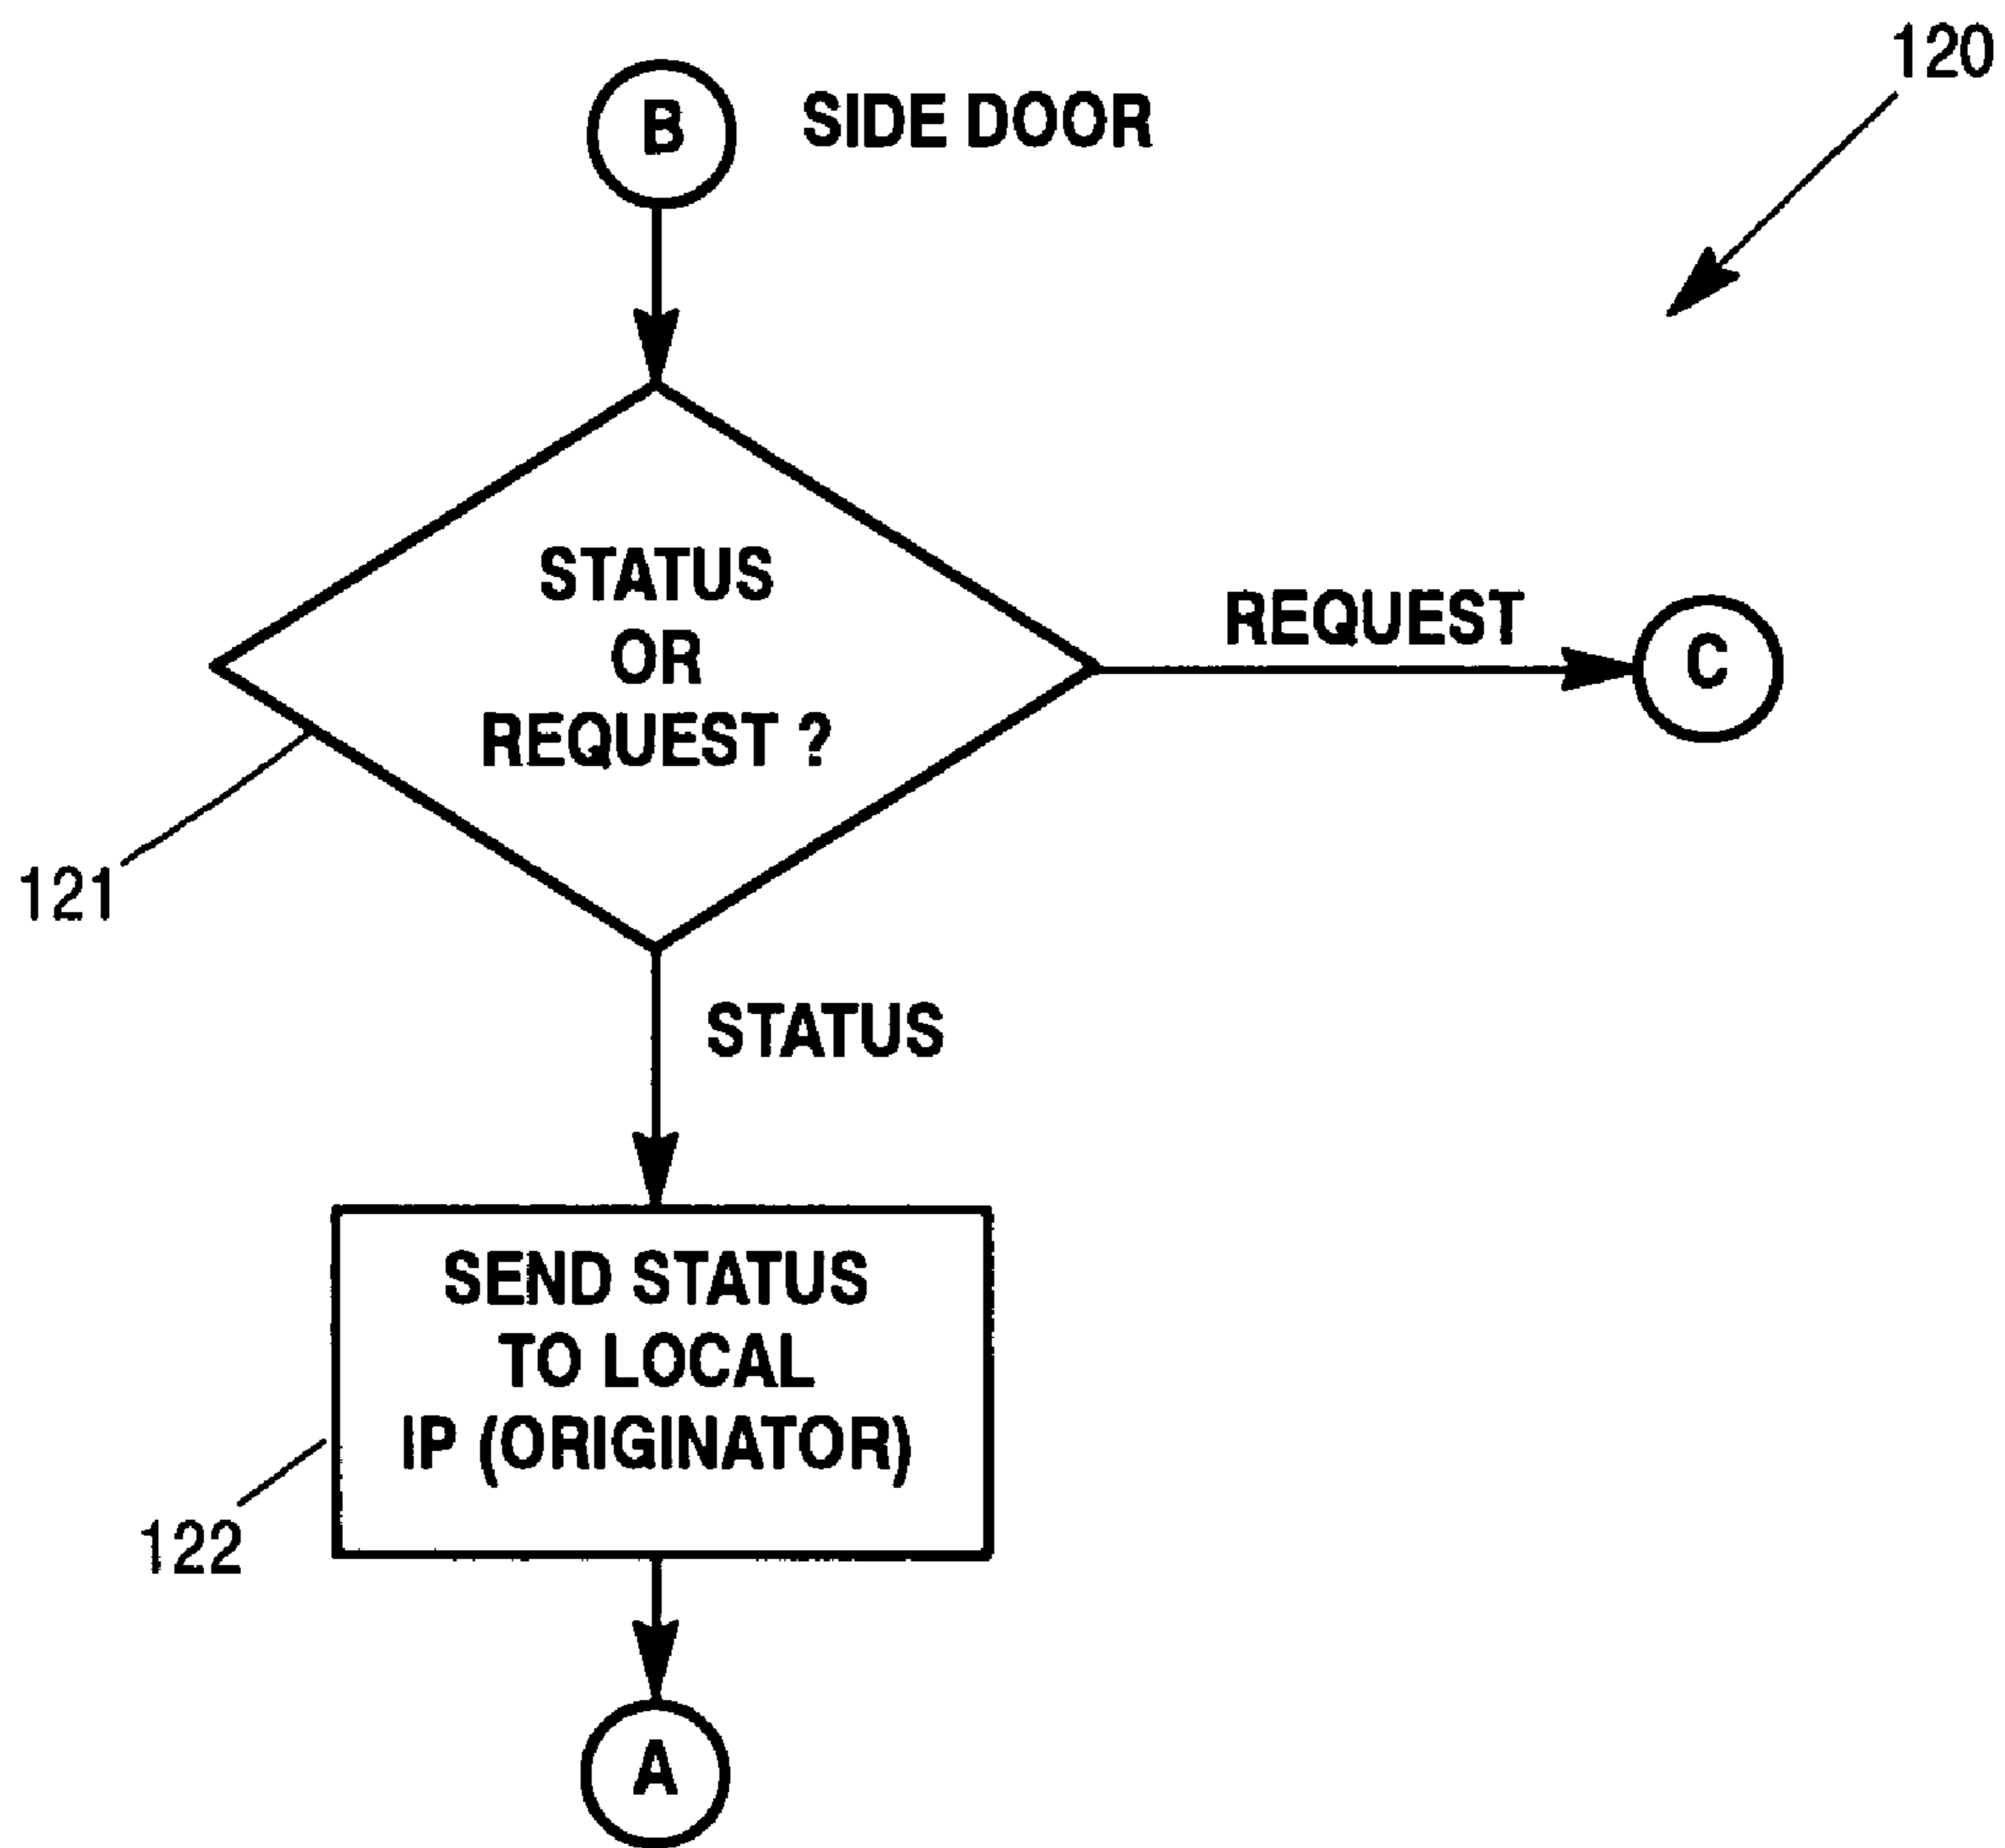 120
B
SIDE DOOR
STATUS
OR
REQUEST ?
REQUEST
C
121
STATUS
SEND STATUS
TO LOCAL
IP (ORIGINATOR)
122
A